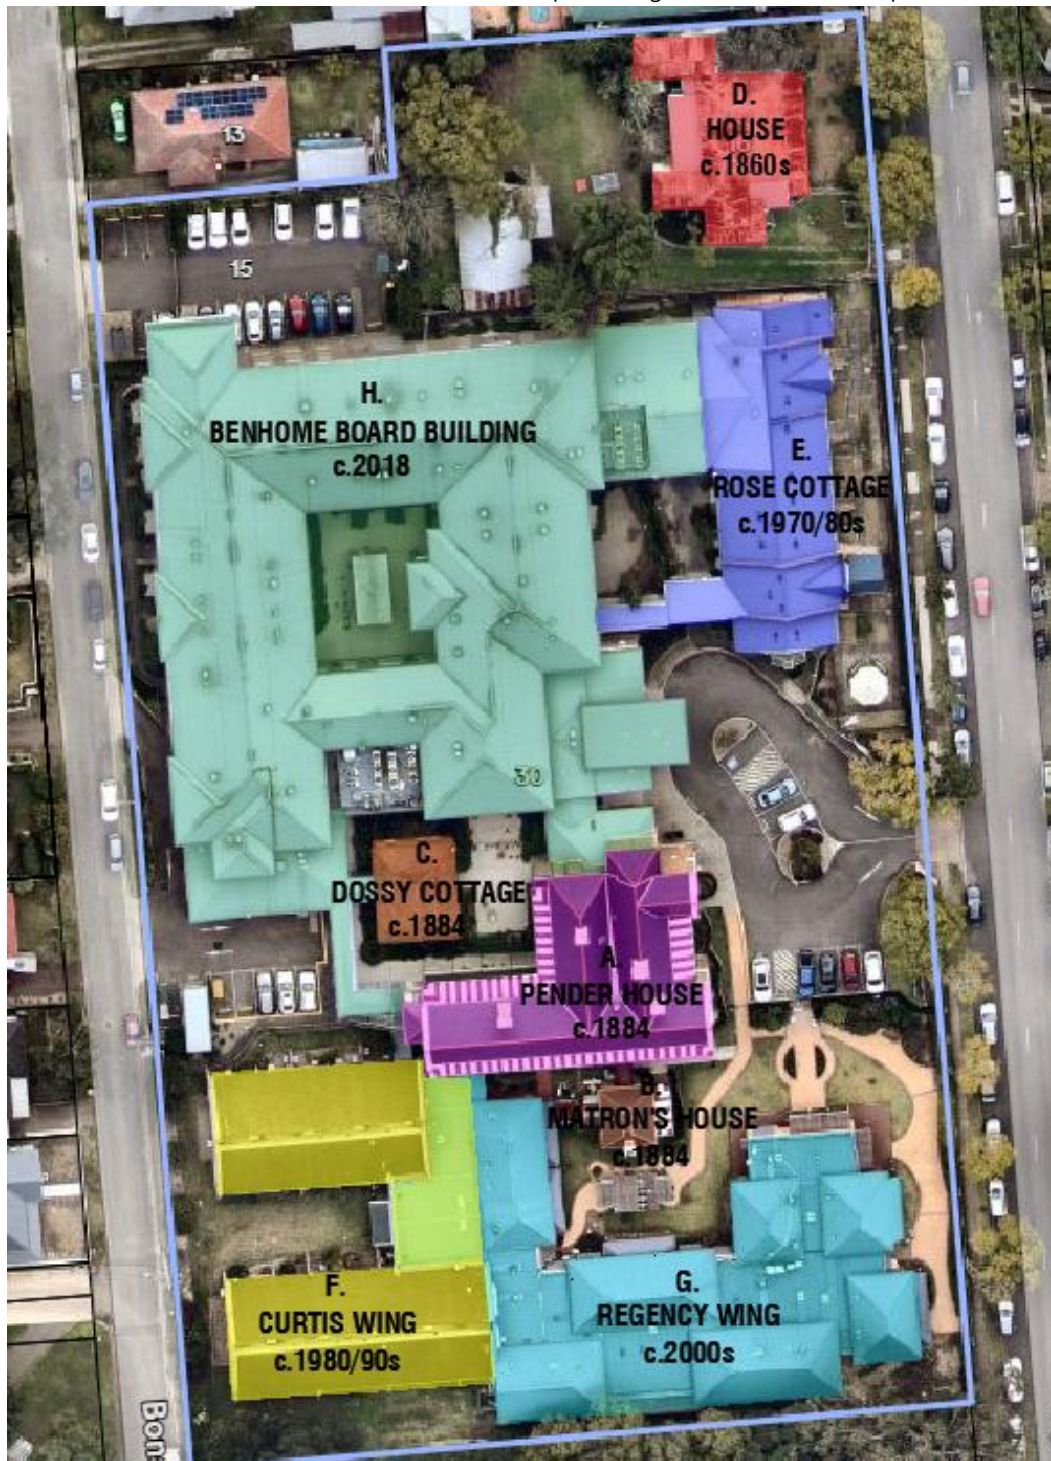 D.
HOUSE
c.1860s
13
15
H.
BENHOME BOARD BUILDING
c.2018
E.
ROSE COTTAGE
c.1970/80s
30
C.
DOSSY COTTAGE
c.1884
A.
PENDER HOUSE
c.1884
B.
MATRON'S HOUSE
c.1884
F.
CURTIS WING
c.1980/90s
G.
REGENCY WING
c.2000s